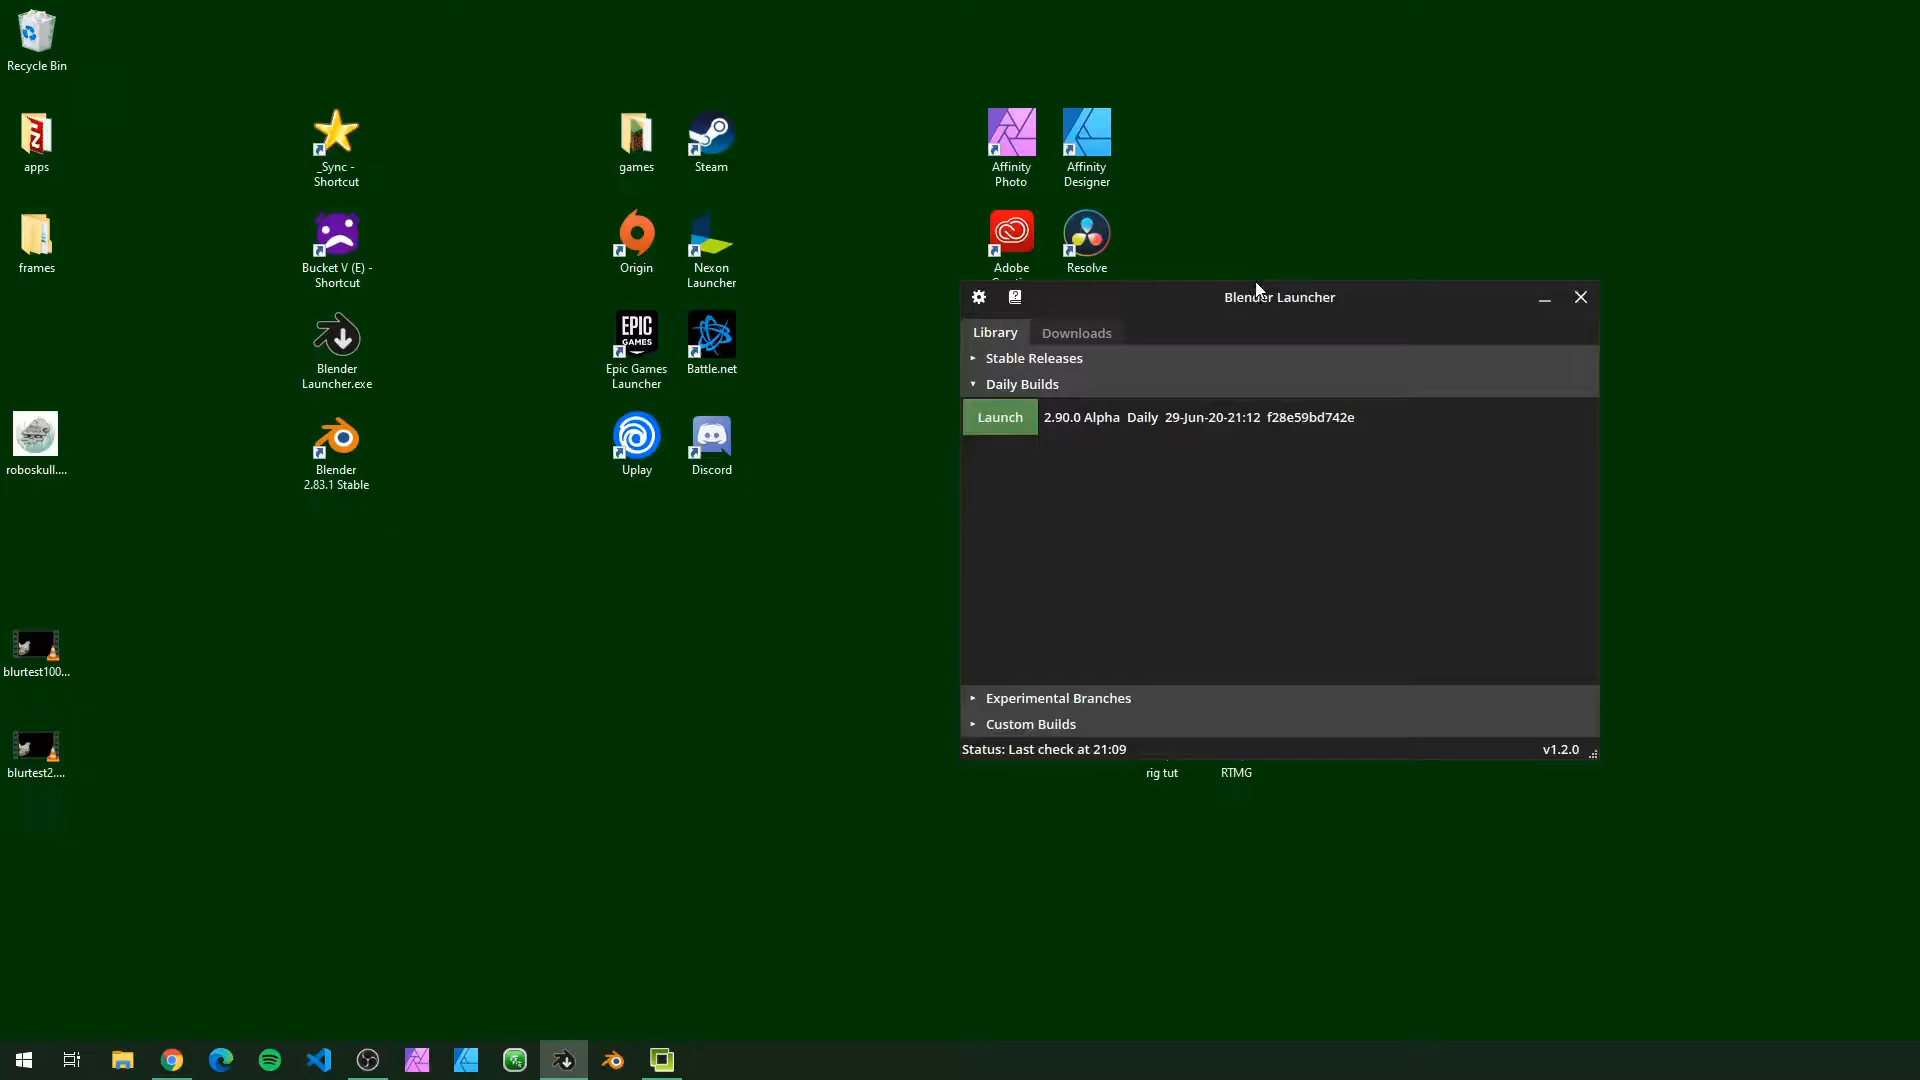 Recycle Bin
apps
_Sync -
Shortcut
games
Steam
Affinity
Photo
Affinity
Designer
frames
Bucket V (E) -
Shortcut
Origin
Nexon
Launcher
Adobe
Resolve
Blender
Launcher.exe
EPIC
GAMES
Epic Games
Launcher
Battle.net
roboskull....
Blender
2.83.1 Stable
Uplay
Discord
blurtest100...
blurtest2....
Blender Launcher
Library
Downloads
Stable Releases
Daily Builds
Launch
2.90.0 Alpha Daily 29-Jun-20-21:12 f28e59bd742e
Experimental Branches
Custom Builds
Status: Last check at 21:09
v1.2.0
rig tut
RTMG